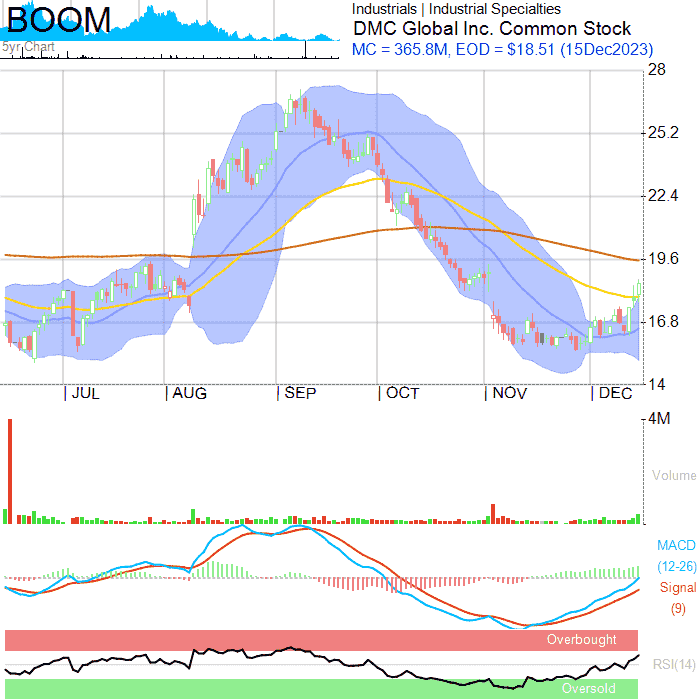 BOOM
5yr Chart
Industrials | Industrial Specialties
DMC Global Inc. Common Stock
MC = 365.8M, EOD = $18.51 (15Dec2023)
28
25.2
22.4
19.6
16.8
14
| JUL | AUG | SEP | OCT | NOV | DEC
4M
Volume
MACD
(12-26)
Signal
(9)
Overbought
RSI(14)
Oversold